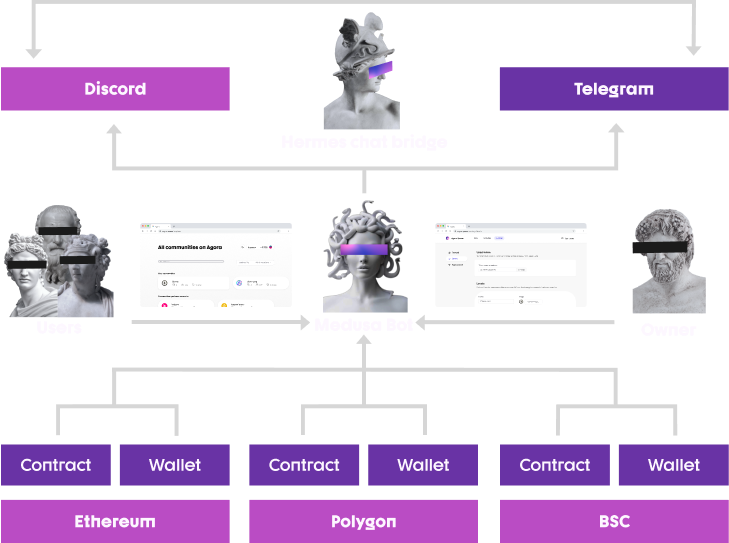 Discord
Telegram
Hermes chat bridge
All communities on Agora
Users
Medusa Bot
Owner
Contract
Wallet
Contract
Wallet
Contract
Wallet
Ethereum
Polygon
BSC